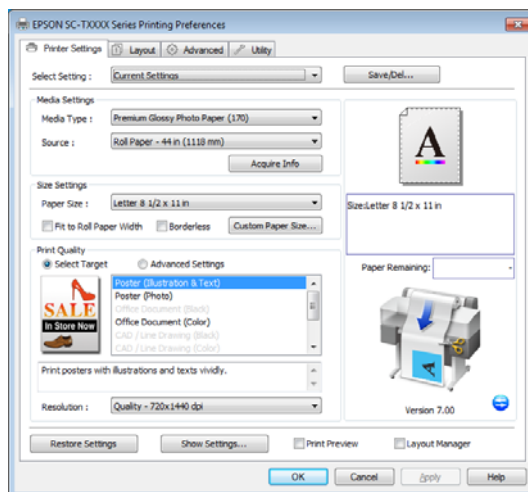 EPSON SC-TXXXX Series Printing Preferences
Printer Settings Layout Advanced Utility
Select Setting : Current Settings Save/Del...
Media Settings
Media Type : Premium Glossy Photo Paper (170)
Source : Roll Paper - 44 in (1118 mm)
Acquire Info
A
Size Settings
Paper Size : Letter 8 1/2 x 11 in
Size:Letter 8 1/2 x 11 in
Fit to Roll Paper Width Borderless Custom Paper Size...
Print Quality
Select Target Advanced Settings
Paper Remaining: -
SALE
In Store Now
Poster (Illustration & Text)
Poster (Photo)
Office Document (Black)
Office Document (Color)
CAD / Line Drawing (Black)
CAD / Line Drawing (Color)
A
Print posters with illustrations and texts vividly.
Resolution : Quality - 720x1440 dpi
Version 7.00
Restore Settings Show Settings... Print Preview Layout Manager
OK Cancel Apply Help